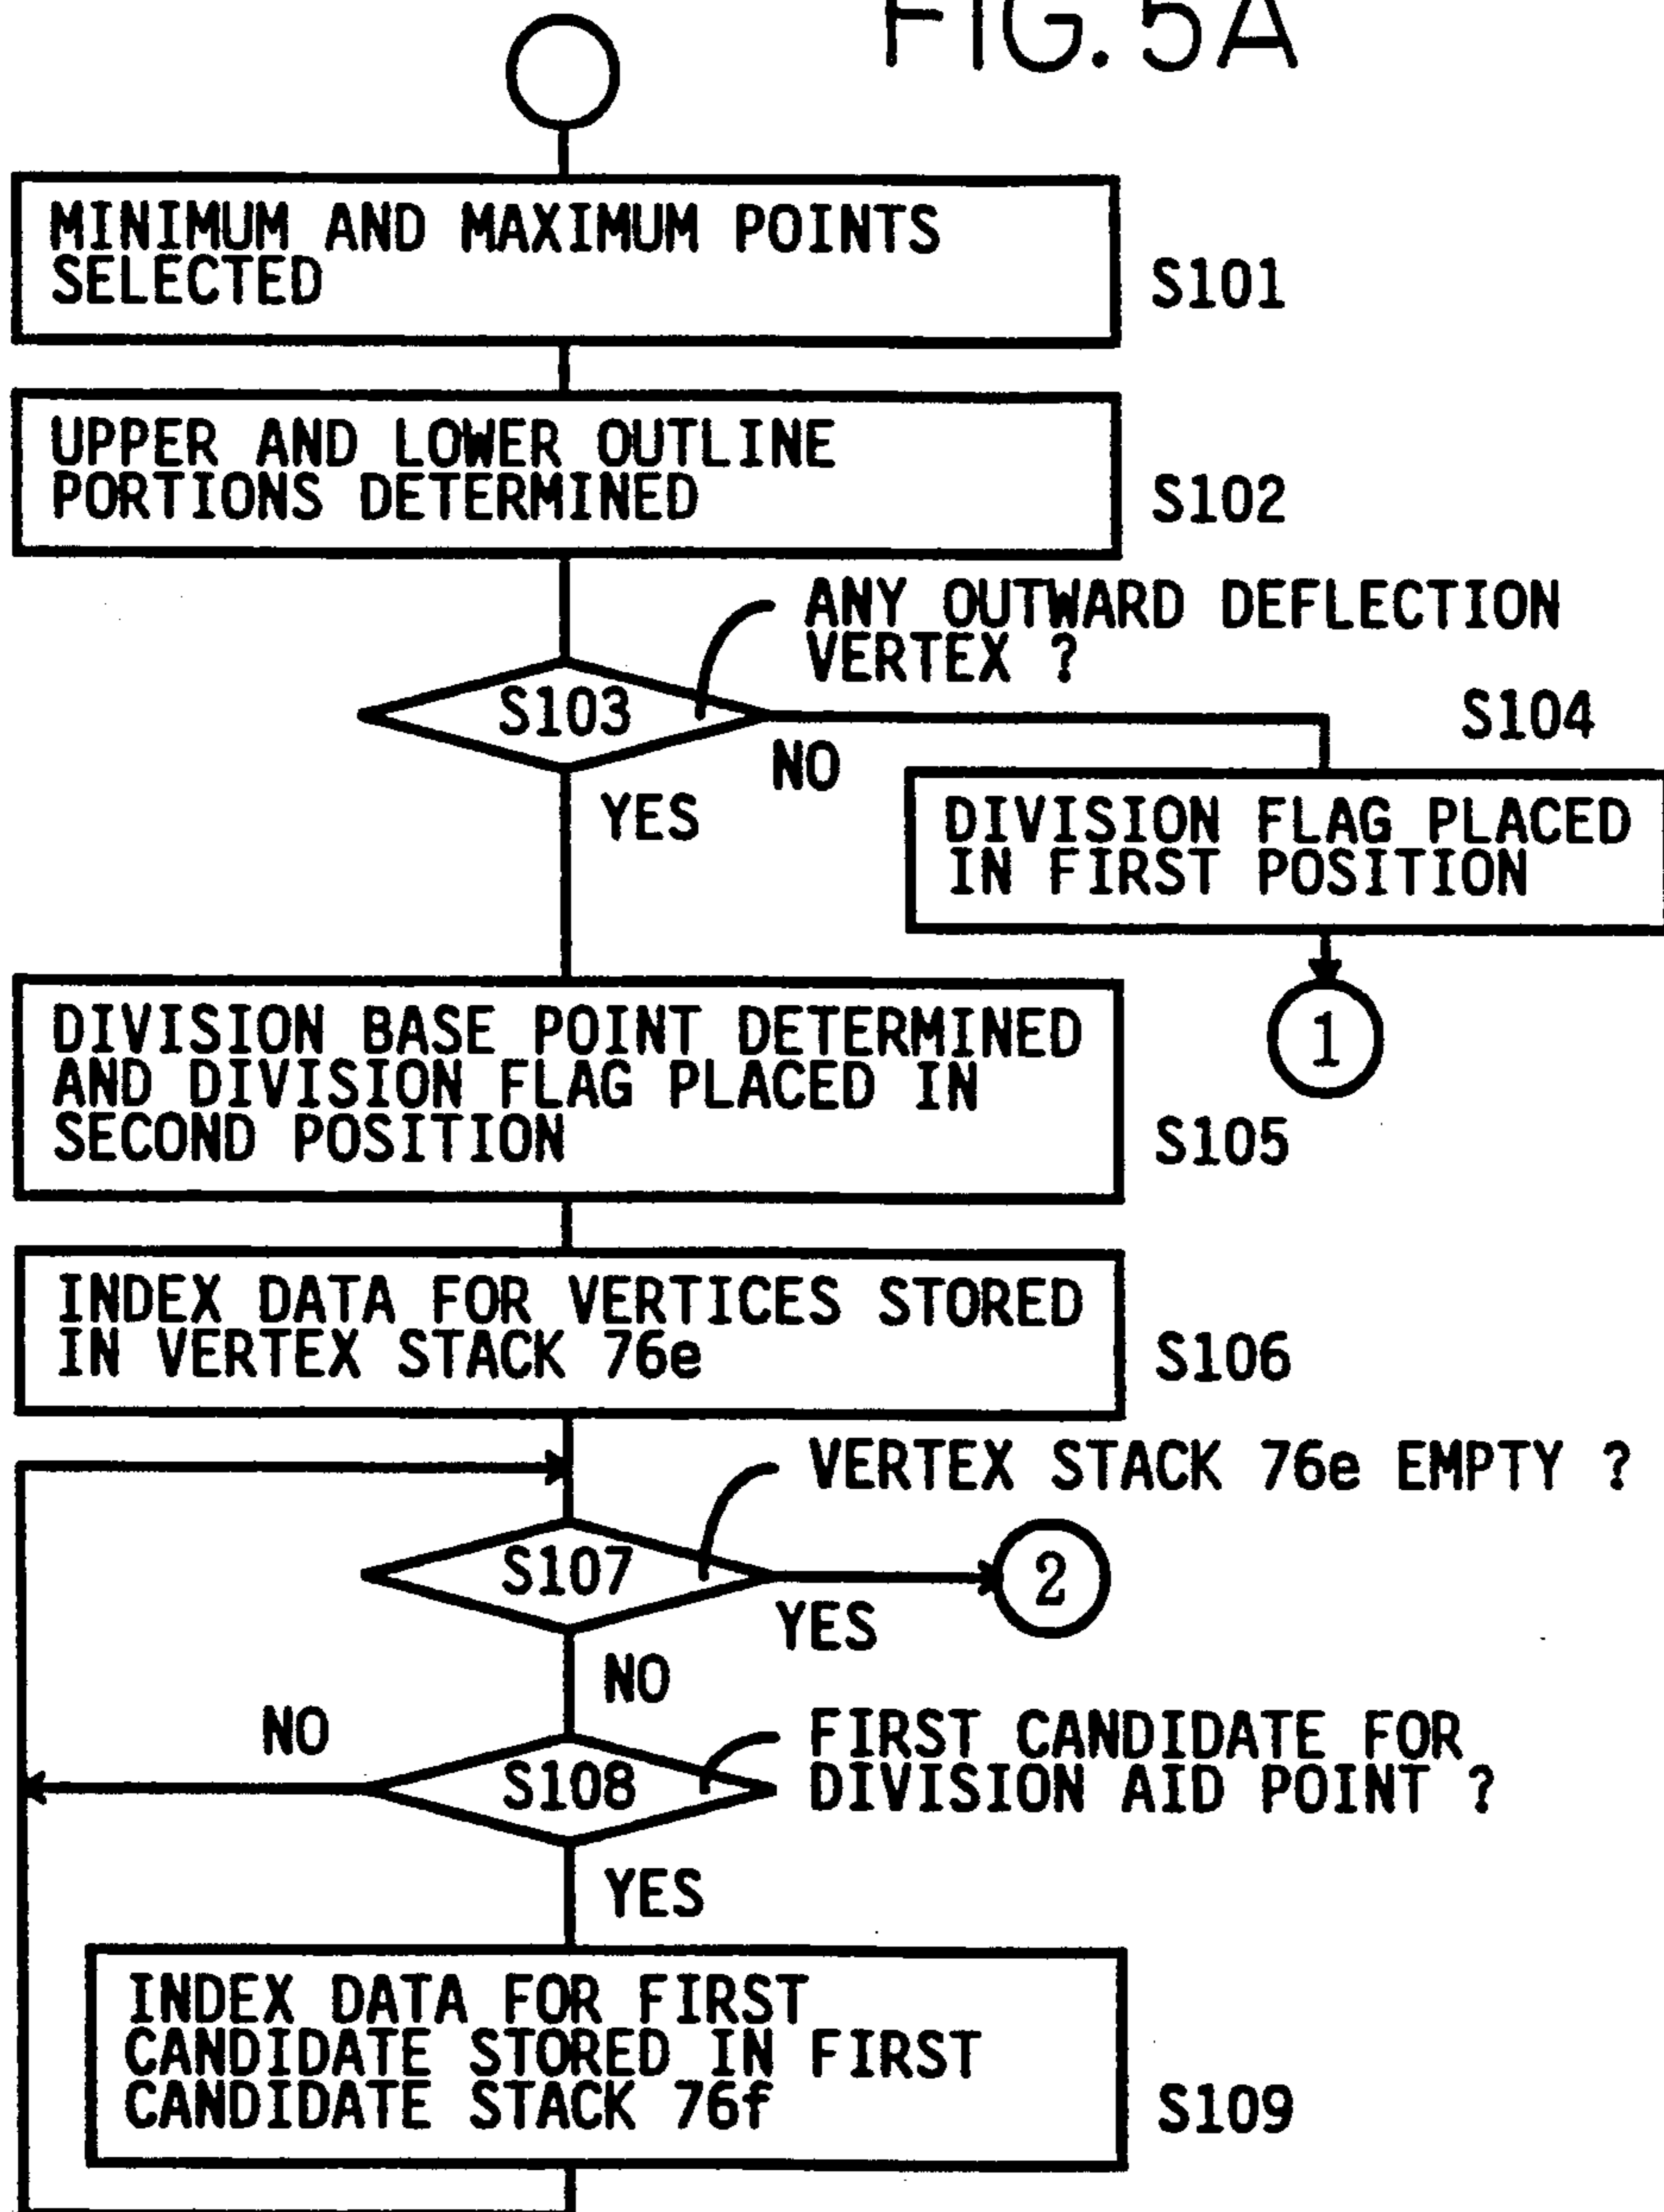 FIG. 5A
MINIMUM AND MAXIMUM POINTS
SELECTED
S101
UPPER AND LOWER OUTLINE
PORTIONS DETERMINED
S102
ANY OUTWARD DEFLECTION
VERTEX ?
S103
NO
YES
S104
DIVISION FLAG PLACED
IN FIRST POSITION
1
DIVISION BASE POINT DETERMINED
AND DIVISION FLAG PLACED IN
SECOND POSITION
S105
INDEX DATA FOR VERTICES STORED
IN VERTEX STACK 76e
S106
VERTEX STACK 76e EMPTY ?
S107
YES
2
NO
FIRST CANDIDATE FOR
DIVISION AID POINT ?
S108
NO
YES
INDEX DATA FOR FIRST
CANDIDATE STORED IN FIRST
CANDIDATE STACK 76f
S109